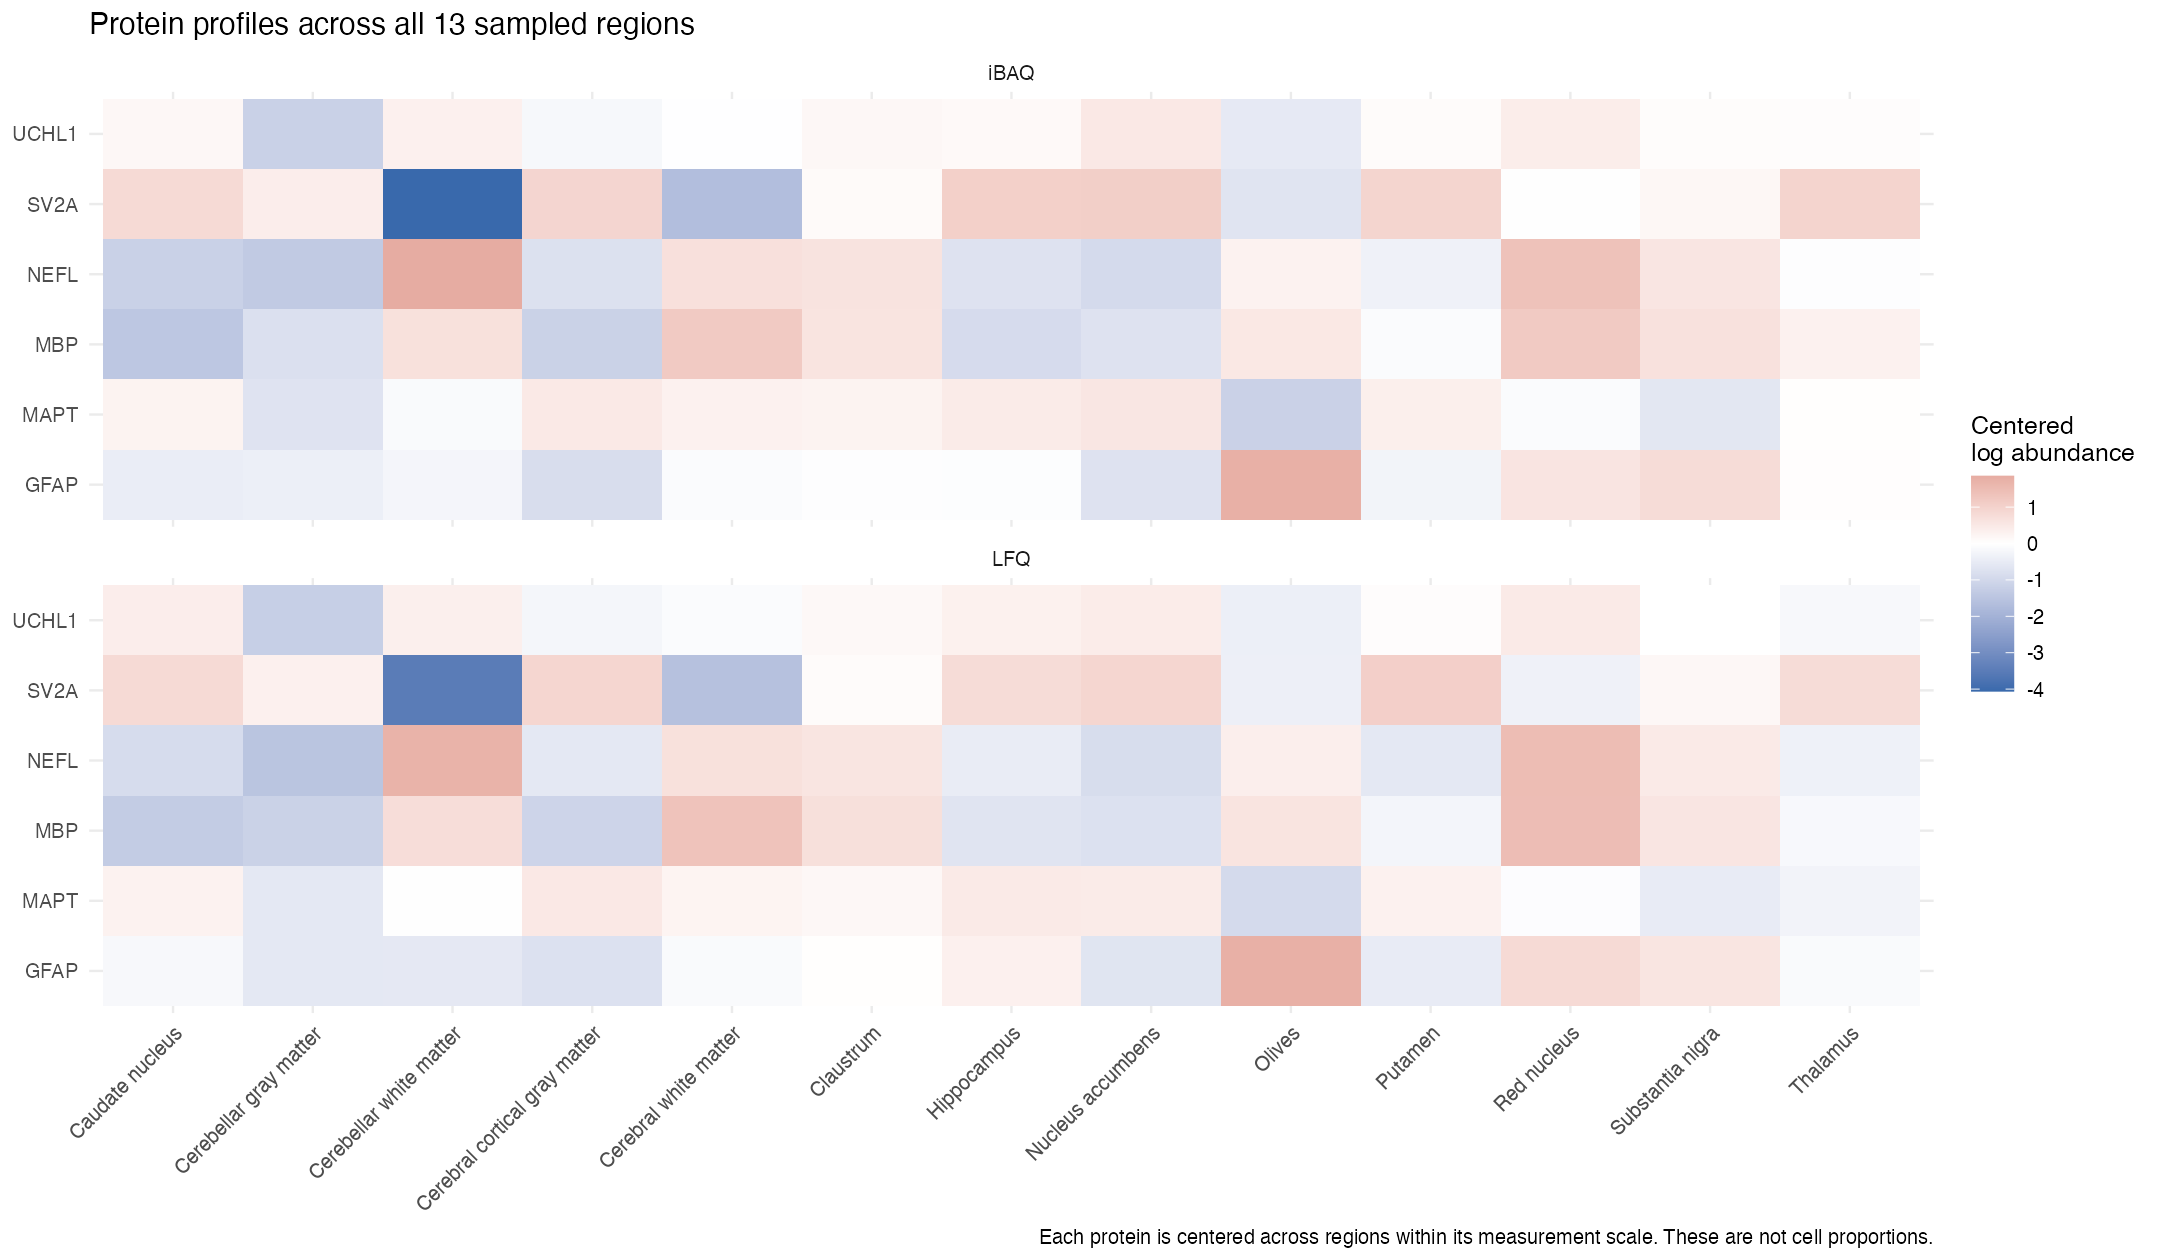 Protein profiles across all 13 sampled regions
iBAQ
UCHL1
SV2A
NEFL
MBP
MAPT
GFAP
LFQ
UCHL1
SV2A
NEFL
MBP
MAPT
GFAP
Caudate nucleus
Cerebellar gray matter
Cerebellar white matter
Cerebral cortical gray matter
Cerebral white matter
Claustrum
Hippocampus
Nucleus accumbens
Olives
Putamen
Red nucleus
Substantia nigra
Thalamus
Centered
log abundance
1
0
-1
-2
-3
-4
Each protein is centered across regions within its measurement scale. These are not cell proportions.